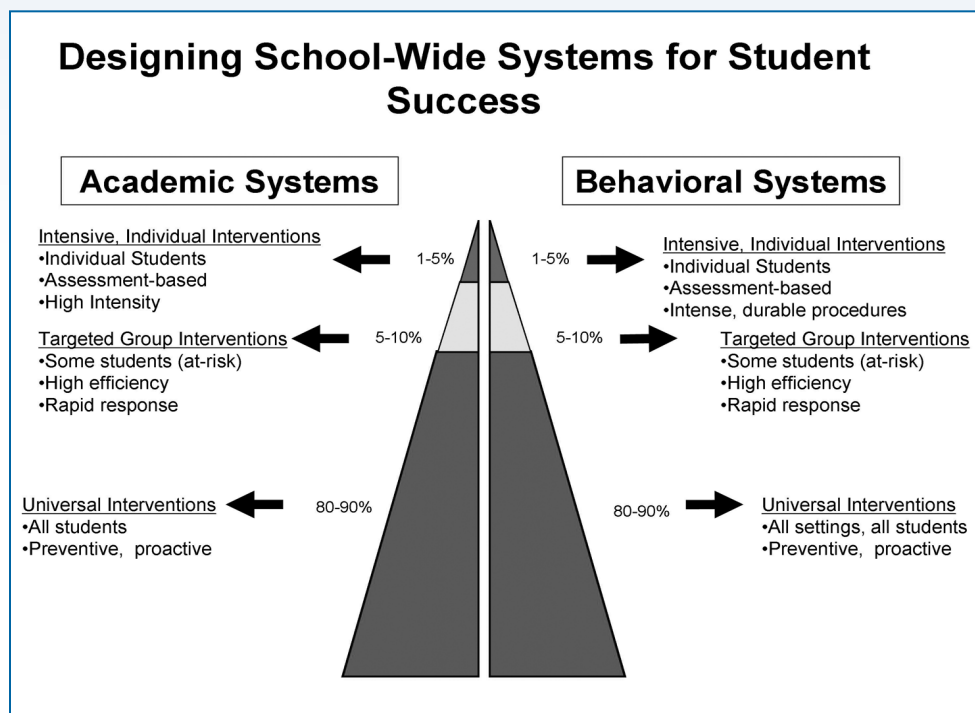 Designing School-Wide Systems for Student
Success
Academic Systems
Behavioral Systems
Intensive, Individual Interventions
•Individual Students
•Assessment-based
•High Intensity
1-5%
1-5%
Intensive, Individual Interventions
•Individual Students
•Assessment-based
•Intense, durable procedures
Targeted Group Interventions
•Some students (at-risk)
•High efficiency
•Rapid response
5-10%
5-10%
Targeted Group Interventions
•Some students (at-risk)
•High efficiency
•Rapid response
Universal Interventions
•All students
•Preventive, proactive
80-90%
80-90%
Universal Interventions
•All settings, all students
•Preventive, proactive